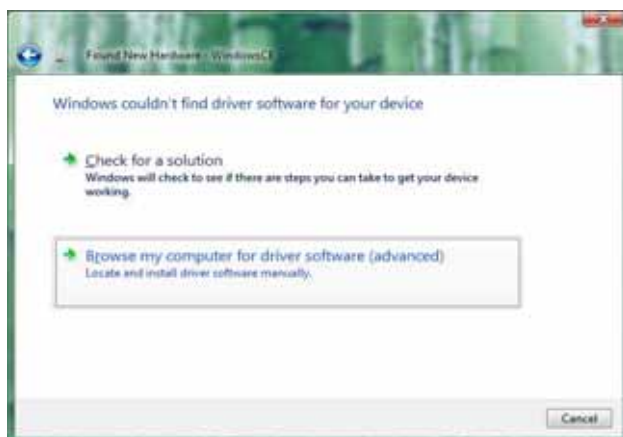 Found New Hardware - WindowsCE
Windows couldn't find driver software for your device
Check for a solution
Windows will check to see if there are steps you can take to get your device
working.
Browse my computer for driver software (advanced)
Locate and install driver software manually.
Cancel